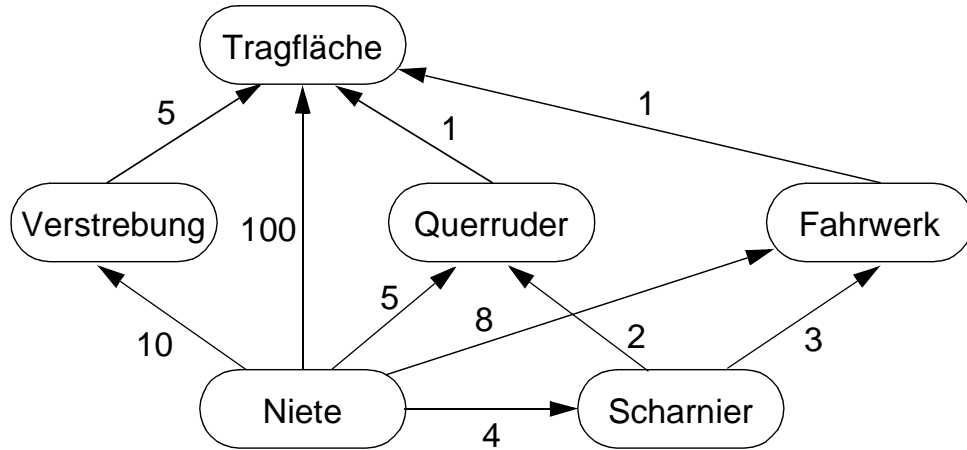 Tragfläche
5
1
1
Verstrebung
100
Querruder
Fahrwerk
10
5
8
2
3
Niete
4
Scharnier